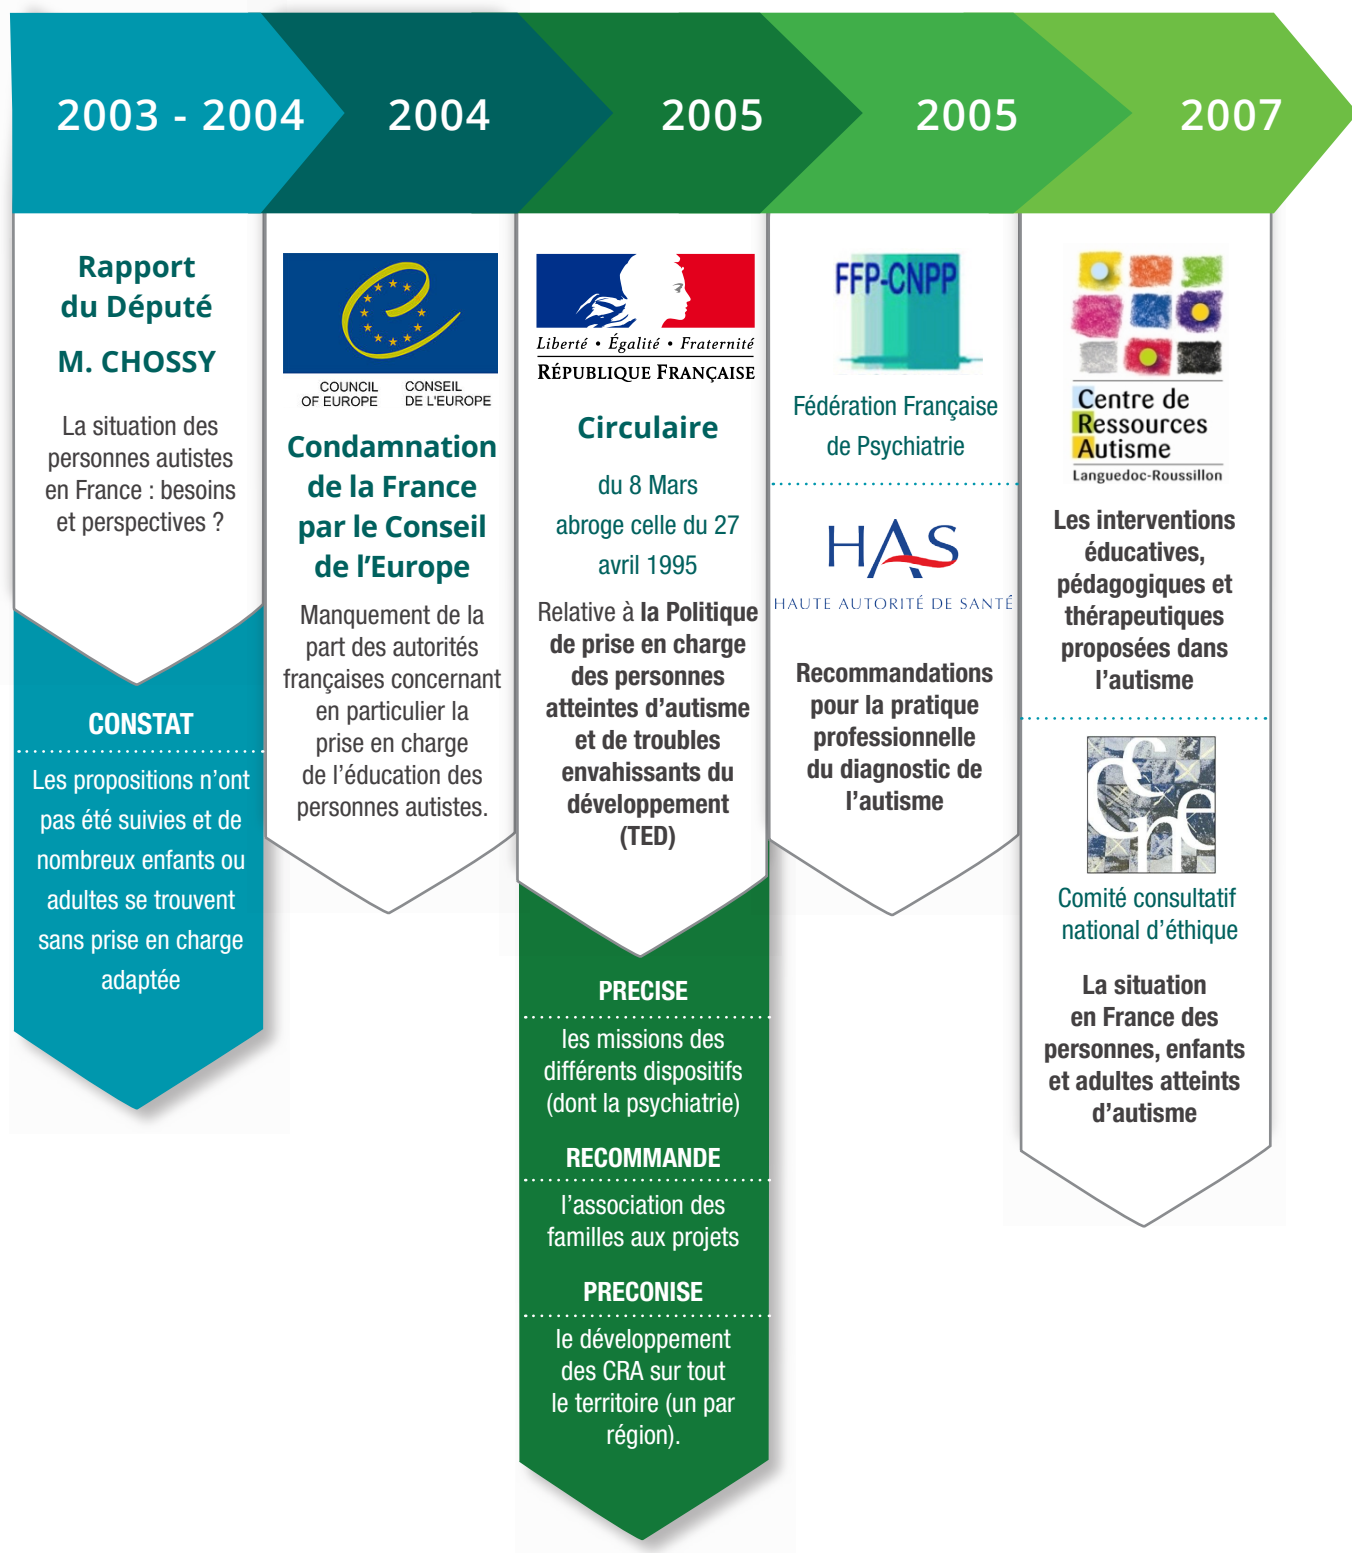 2003 - 2004
2004
2005
2005
2007
Rapport
du Député
M. CHOSSY
La situation des
personnes autistes
en France : besoins
et perspectives ?
CONSTAT
Les propositions n’ont
pas été suivies et de
nombreux enfants ou
adultes se trouvent
sans prise en charge
adaptée
COUNCIL OF EUROPE
CONSEIL DE L'EUROPE
Condamnation
de la France
par le Conseil
de l’Europe
Manquement de la
part des autorités
françaises concernant
en particulier la
prise en charge
de l’éducation des
personnes autistes.
Liberté • Égalité • Fraternité
RÉPUBLIQUE FRANÇAISE
Circulaire
du 8 Mars
abroge celle du 27
avril 1995
Relative à la Politique
de prise en charge
des personnes
atteintes d’autisme
et de troubles
envahissants du
développement
(TED)
PRECISE
les missions des
différents dispositifs
(dont la psychiatrie)
RECOMMANDE
l’association des
familles aux projets
PRECONISE
le développement
des CRA sur tout
le territoire (un par
région).
FFP-CNPP
Fédération Française
de Psychiatrie
HAS
HAUTE AUTORITÉ DE SANTÉ
Recommandations
pour la pratique
professionnelle
du diagnostic de
l’autisme
Centre de
Ressources
Autisme
Languedoc-Roussillon
Les interventions
éducatives,
pédagogiques et
thérapeutiques
proposées dans
l’autisme
ccne
Comité consultatif
national d’éthique
La situation
en France des
personnes, enfants
et adultes atteints
d’autisme